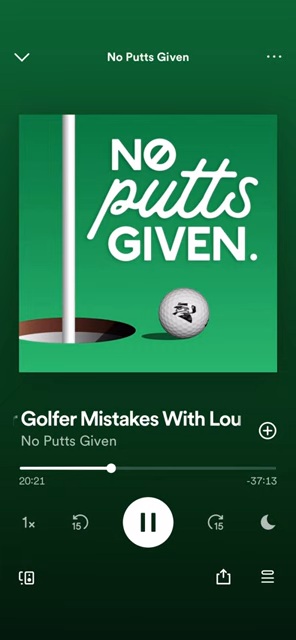 No Putts Given
NO
putts
GIVEN.
Golfer Mistakes With Lou
No Putts Given
20:21
-37:13
1x
15
15